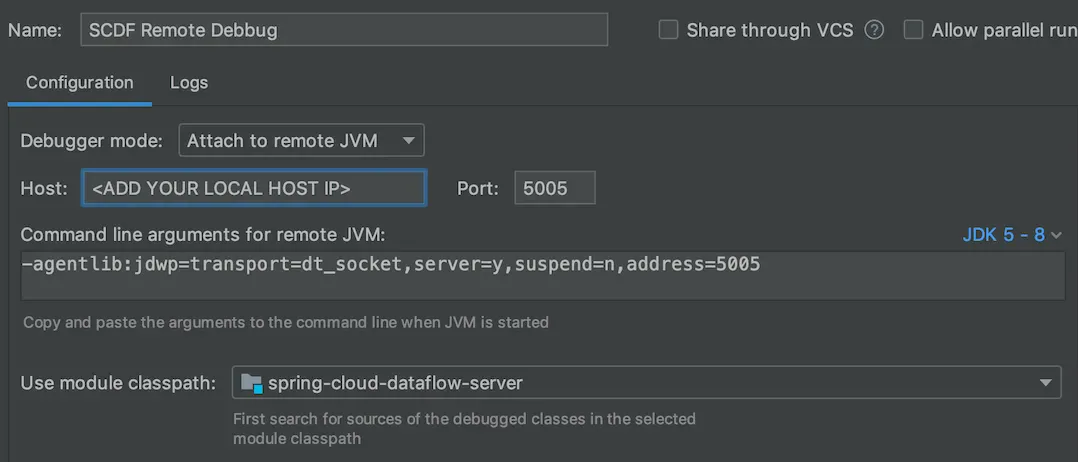 Name: SCDF Remote Debbug Share through VCS ? Allow parallel run
Configuration Logs
Debugger mode: Attach to remote JVM
Host: <ADD YOUR LOCAL HOST IP> Port: 5005
Command line arguments for remote JVM: JDK 5 - 8
-agentlib:jdwp=transport=dt_socket,server=y,suspend=n,address=5005
Copy and paste the arguments to the command line when JVM is started
Use module classpath: spring-cloud-dataflow-server
First search for sources of the debugged classes in the selected
module classpath